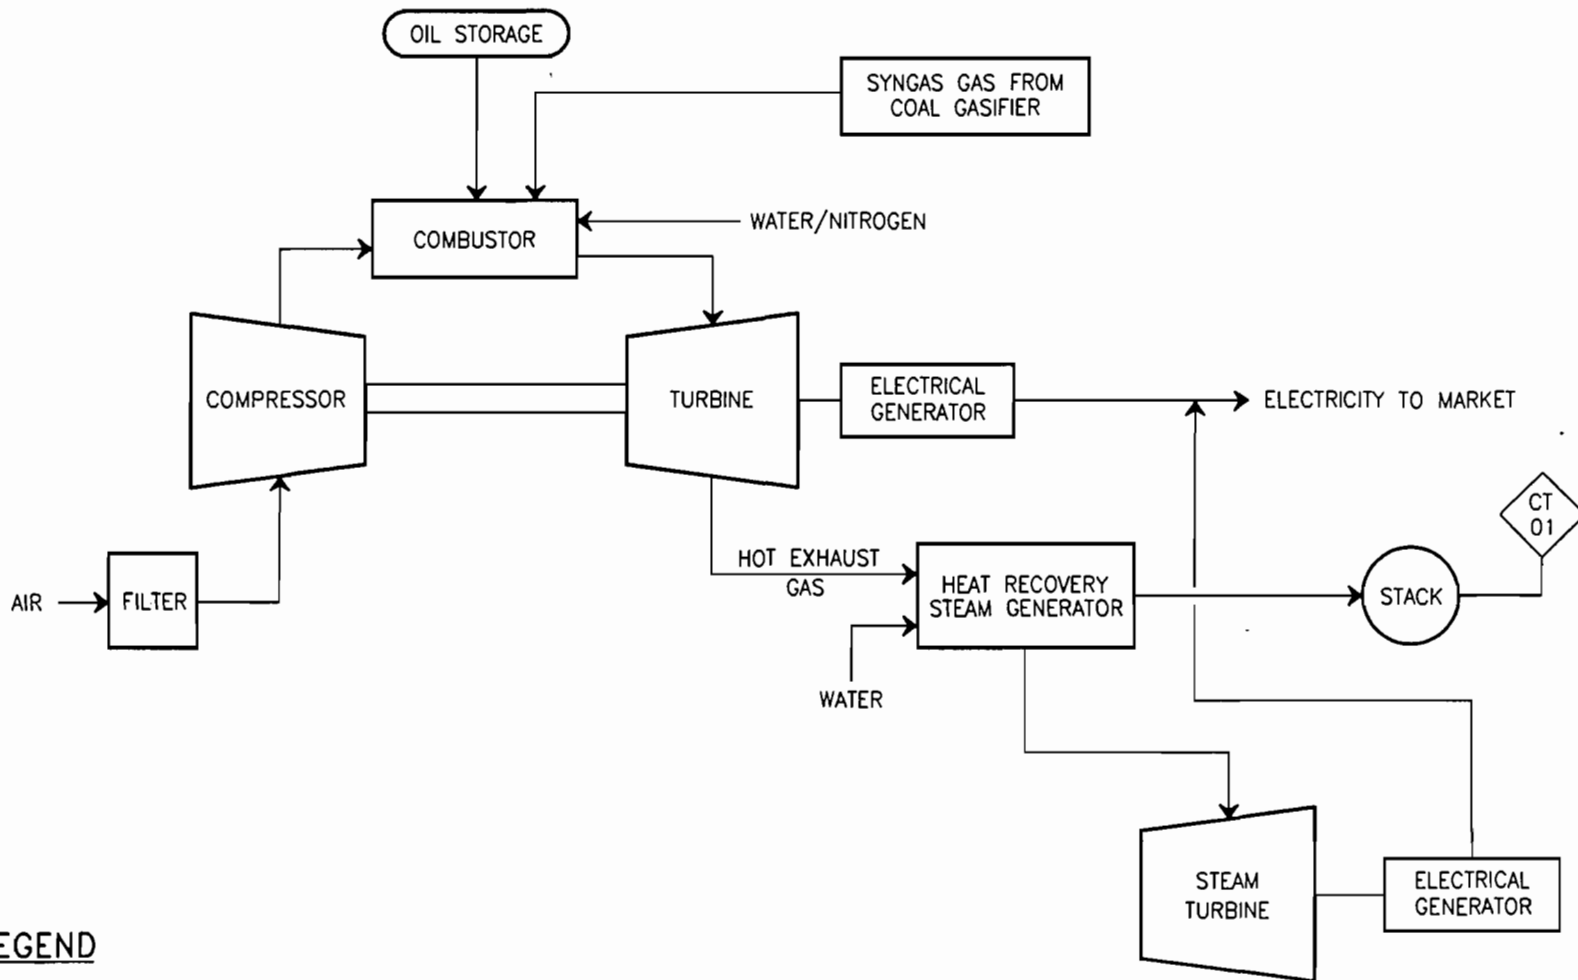 OIL STORAGE
SYNGAS GAS FROM
COAL GASIFIER
COMBUSTOR
WATER/NITROGEN
COMPRESSOR
TURBINE
ELECTRICAL
GENERATOR
ELECTRICITY TO MARKET
CT
01
HOT EXHAUST
GAS
AIR
FILTER
HEAT RECOVERY
STEAM GENERATOR
STACK
WATER
STEAM
TURBINE
ELECTRICAL
GENERATOR
EGEND